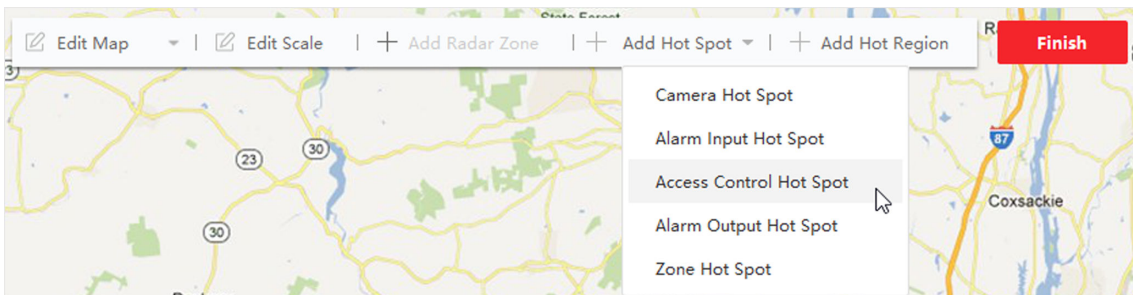 State Forest
Edit Map
Edit Scale
Add Radar Zone
Add Hot Spot
Add Hot Region
Finish
Camera Hot Spot
Alarm Input Hot Spot
Access Control Hot Spot
Alarm Output Hot Spot
Zone Hot Spot
30
23
30
87
Coxsackie